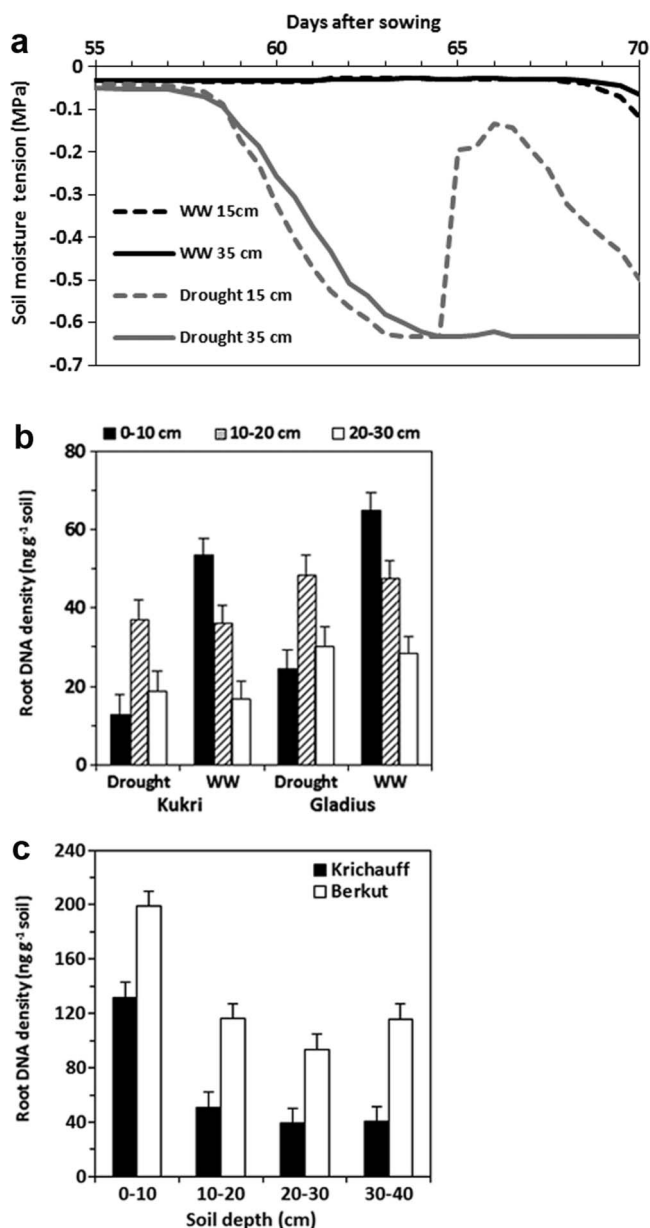 a
Days after sowing
55 60 65 70
0
-0.1
-0.2
-0.3
-0.4
-0.5
-0.6
-0.7
Soil moisture tension (MPa)
WW 15cm
WW 35 cm
Drought 15 cm
Drought 35 cm
b
0-10 cm 10-20 cm 20-30 cm
80
60
40
20
0
Root DNA density (ng g-1 soil)
Drought WW Drought WW
Kukri Gladius
c
240
200
160
120
80
40
0
Root DNA density (ng g-1 soil)
Krichauff
Berkut
0-10 10-20 20-30 30-40
Soil depth (cm)